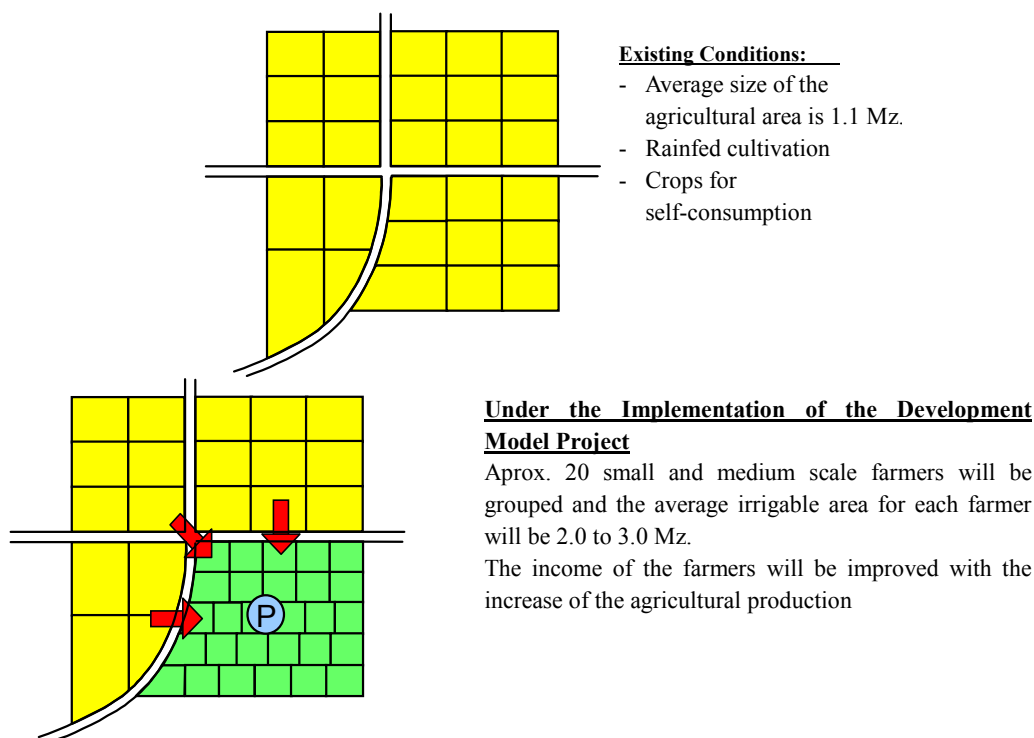 Existing Conditions:
- Average size of the
agricultural area is 1.1 Mz.
- Rainfed cultivation
- Crops for
self-consumption
Under the Implementation of the Development
Model Project
Aprox. 20 small and medium scale farmers will be
grouped and the average irrigable area for each farmer
will be 2.0 to 3.0 Mz.
The income of the farmers will be improved with the
increase of the agricultural production
P